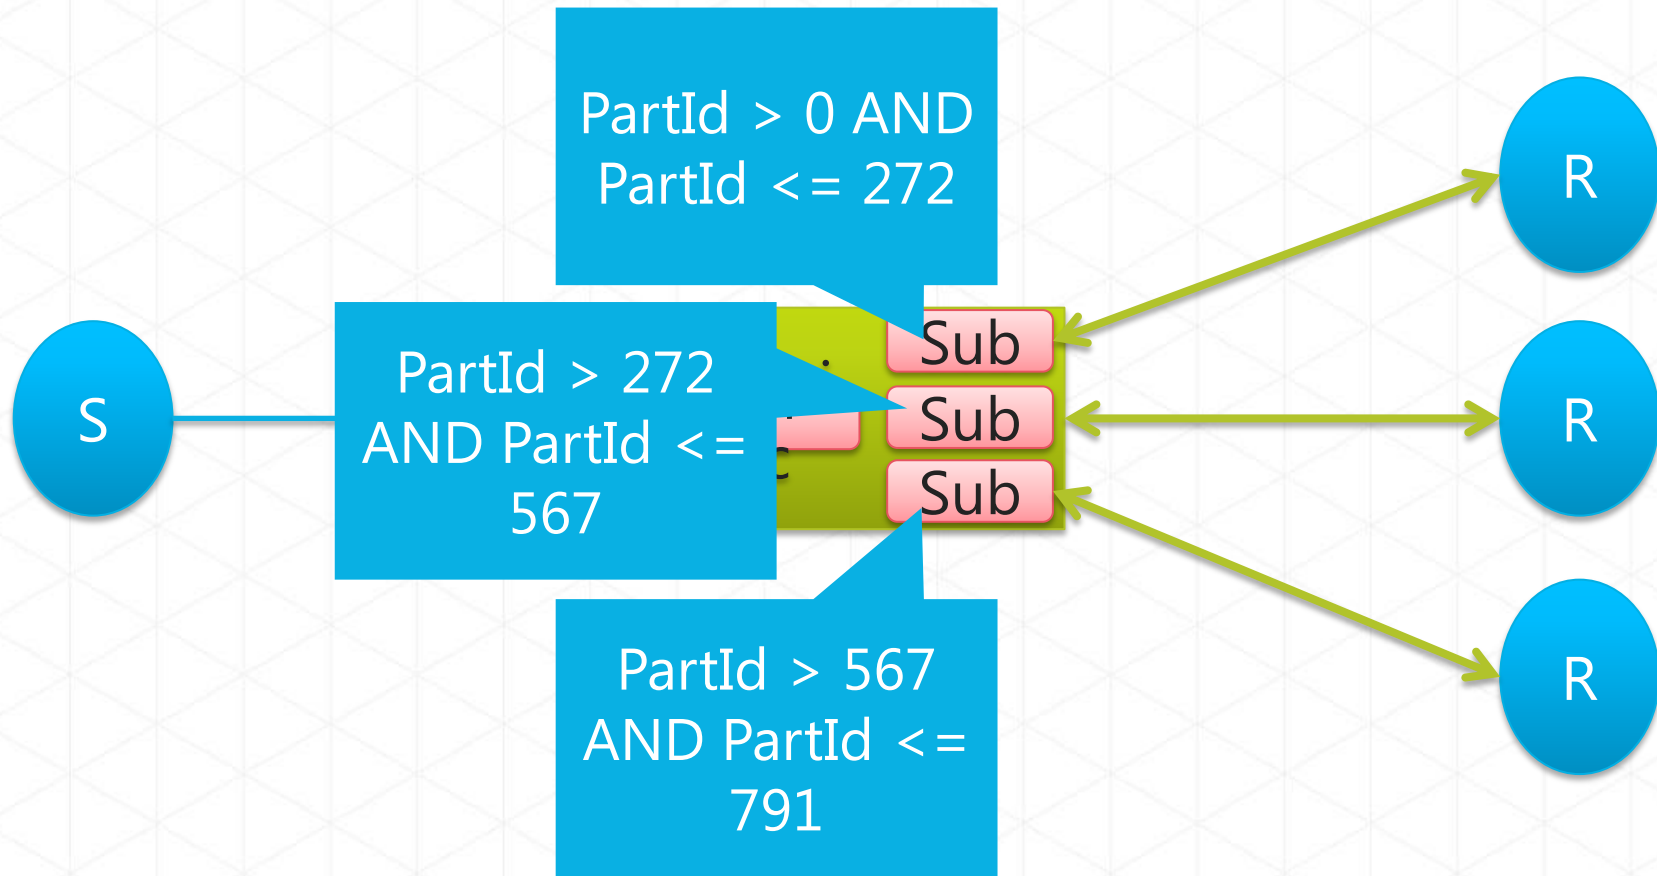 PartId > 0 AND
PartId <= 272
R
Sub
PartId > 272
AND PartId <=
567
S
Sub
R
Sub
PartId > 567
AND PartId <=
791
R